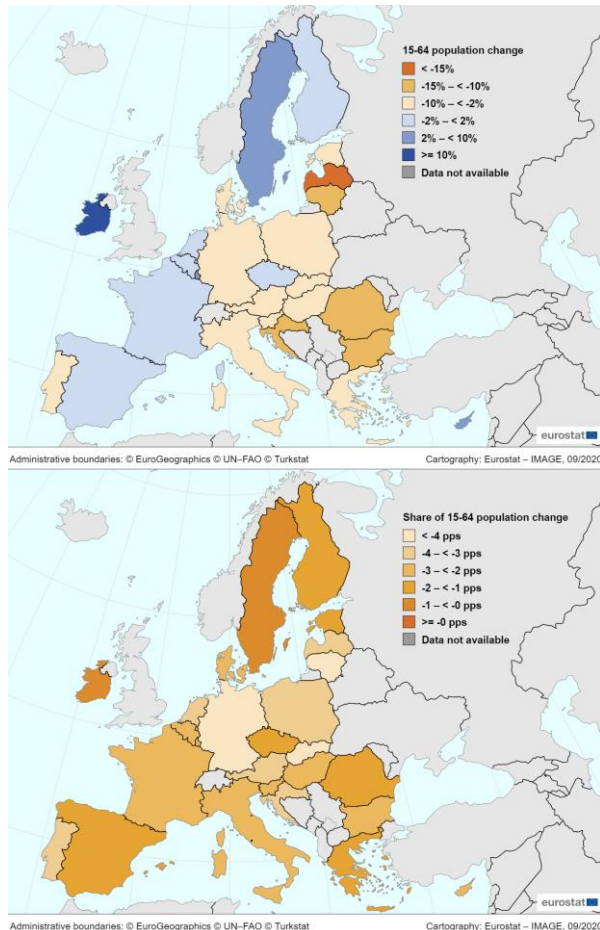 15-64 population change
< -15%
-15% – < -10%
-10% – < -2%
-2% – < 2%
2% – < 10%
>= 10%
Data not available
eurostat
Administrative boundaries: © EuroGeographics © UN–FAO © Turkstat
Cartography: Eurostat – IMAGE, 09/2020
Share of 15-64 population change
< -4 pps
-4 – < -3 pps
-3 – < -2 pps
-2 – < -1 pps
-1 – < -0 pps
>= -0 pps
Data not available
eurostat
Administrative boundaries: © EuroGeographics © UN–FAO © Turkstat
Cartography: Eurostat – IMAGE, 09/2020